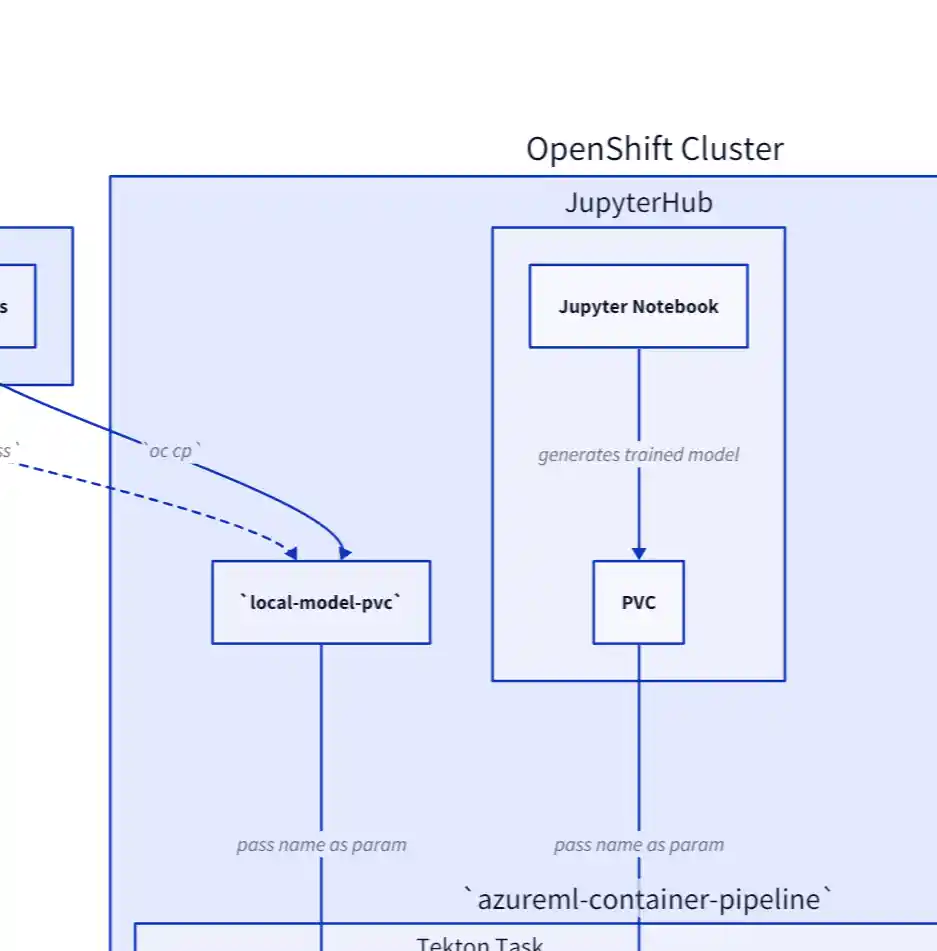 OpenShift Cluster
JupyterHub
s
Jupyter Notebook
ss`
`oc cp`
generates trained model
`local-model-pvc`
PVC
pass name as param
pass name as param
`azureml-container-pipeline`
Tekton Task